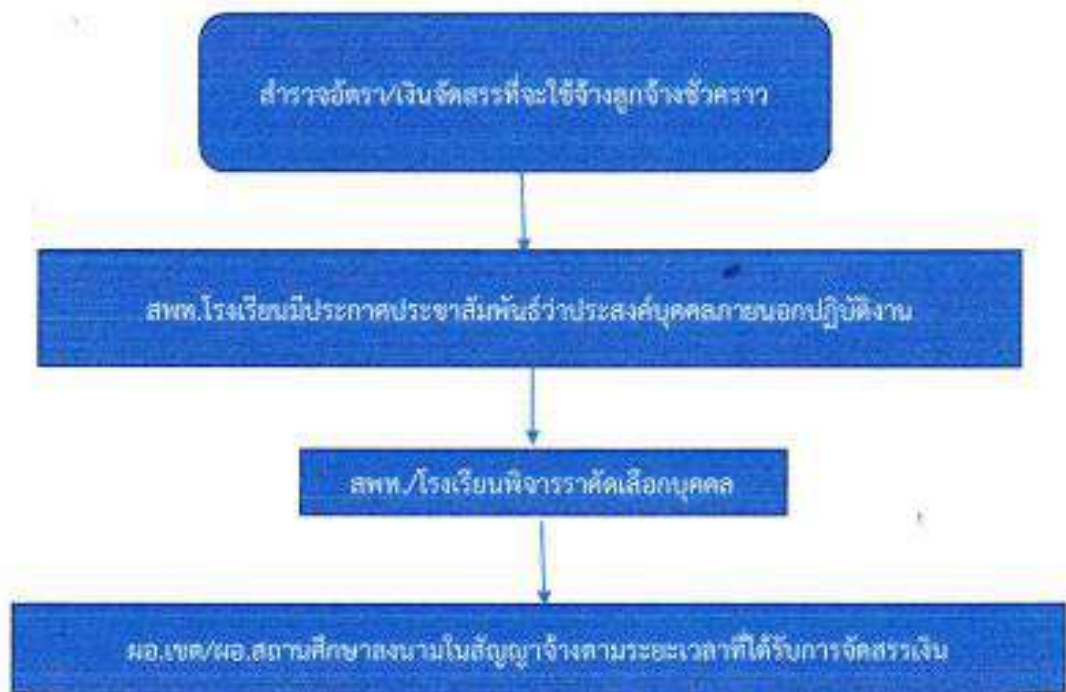 สำรวจอัตรา/เงินจัดสรรที่จะใช้จ้างลูกจ้างชั่วคราว
สพท.โรงเรียนมีประกาศประชาสัมพันธ์ว่าประสงค์บุคคลภายนอกปฏิบัติงาน
สพท./โรงเรียนพิจารราคัดเลือกบุคคล
ผอ.เขต/ผอ.สถานศึกษาลงนามในสัญญาจ้างตามระยะเวลาที่ได้รับการจัดสรรเงิน